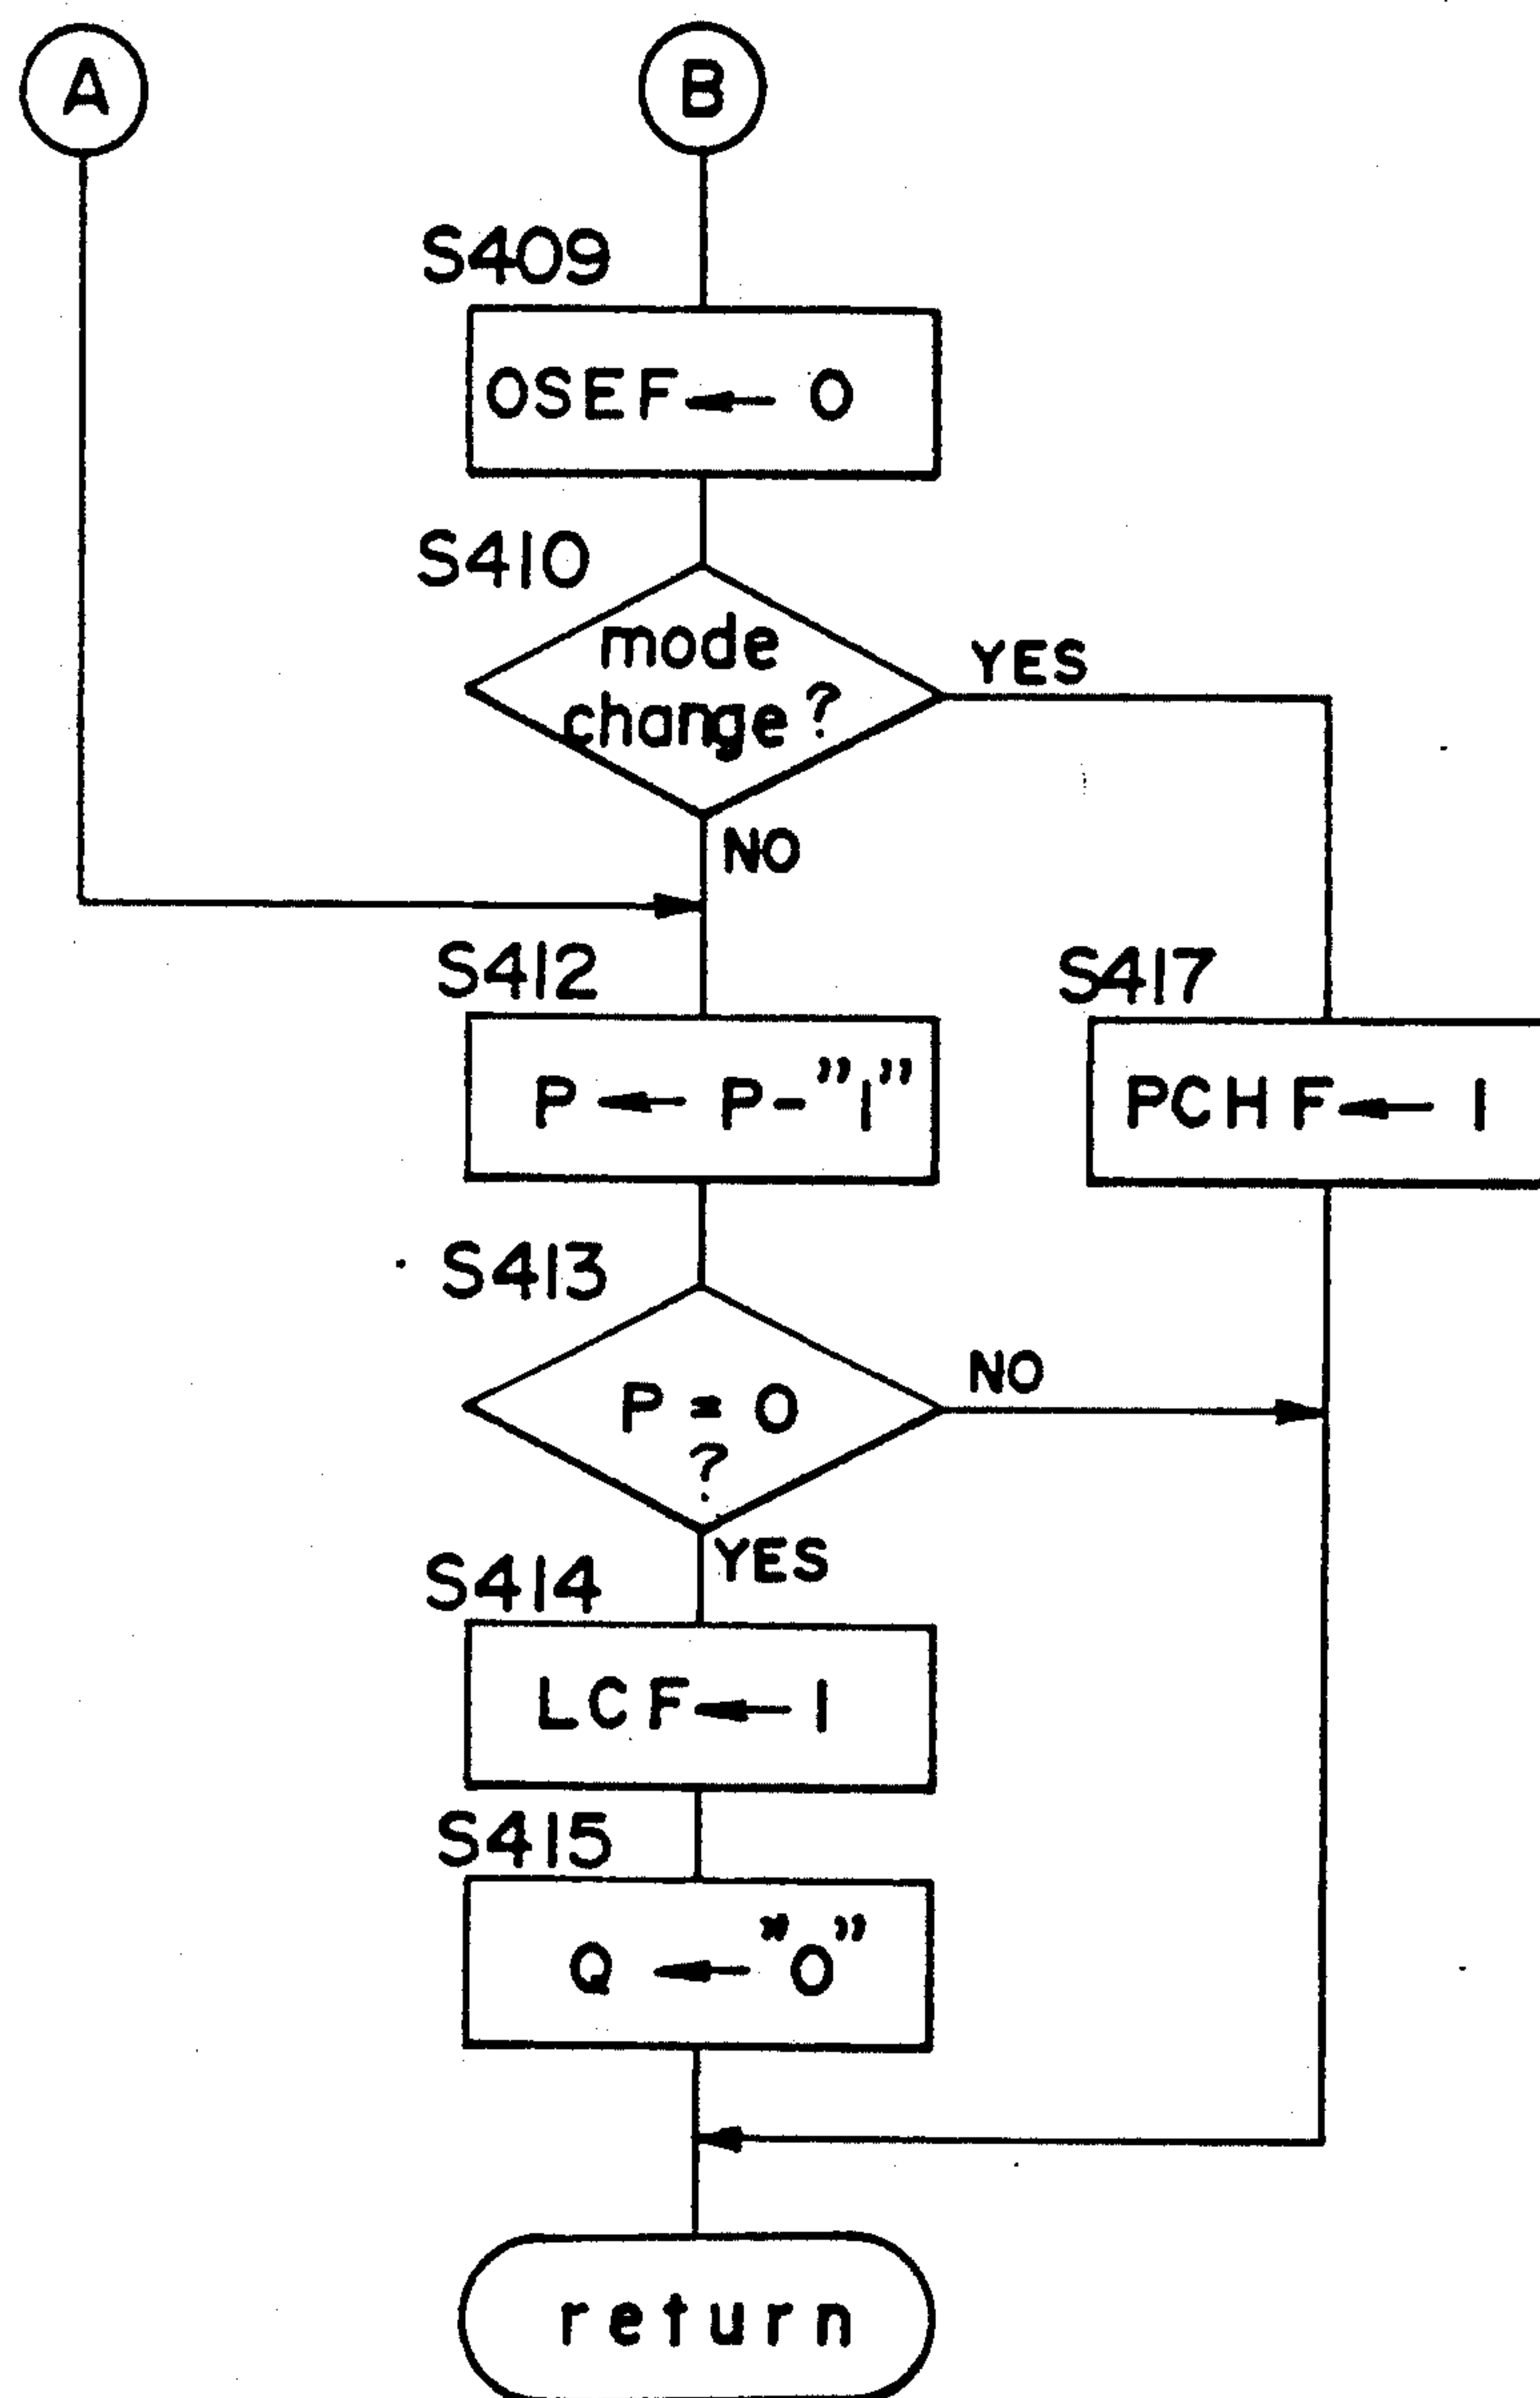 A
B
S409
OSEF ← 0
S410
mode
change?
YES
NO
S412
P ← P-"1"
S417
PCHF ← 1
S413
P = 0
?
NO
YES
S414
LCF ← 1
S415
Q ← "0"
return